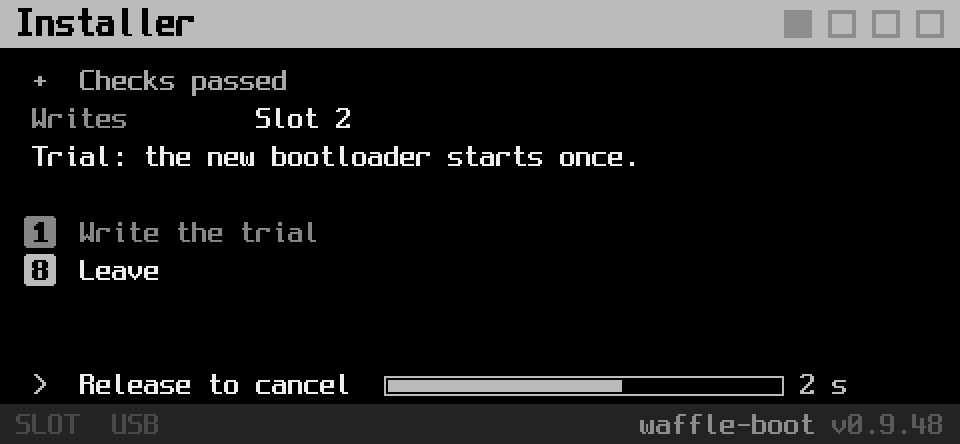 Installer
+ Checks passed
Writes Slot 2
Trial: the new bootloader starts once.
1 Write the trial
8 Leave
> Release to cancel 2 s
SLOT USB waffle-boot v0.9.48